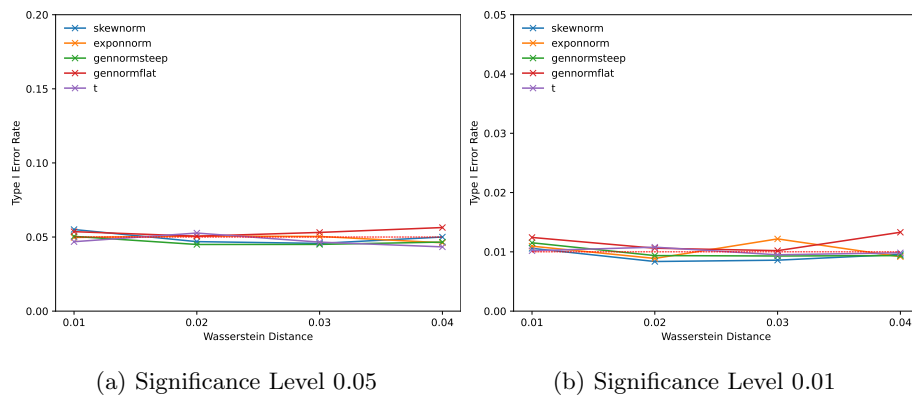 0.20
0.15
0.10
0.05
0.00
Type I Error Rate
skewnorm
exponnorm
gennormsteep
gennormflat
t
0.01 0.02 0.03 0.04
Wasserstein Distance
(a) Significance Level 0.05
0.05
0.04
0.03
0.02
0.01
0.00
Type I Error Rate
skewnorm
exponnorm
gennormsteep
gennormflat
t
0.01 0.02 0.03 0.04
Wasserstein Distance
(b) Significance Level 0.01